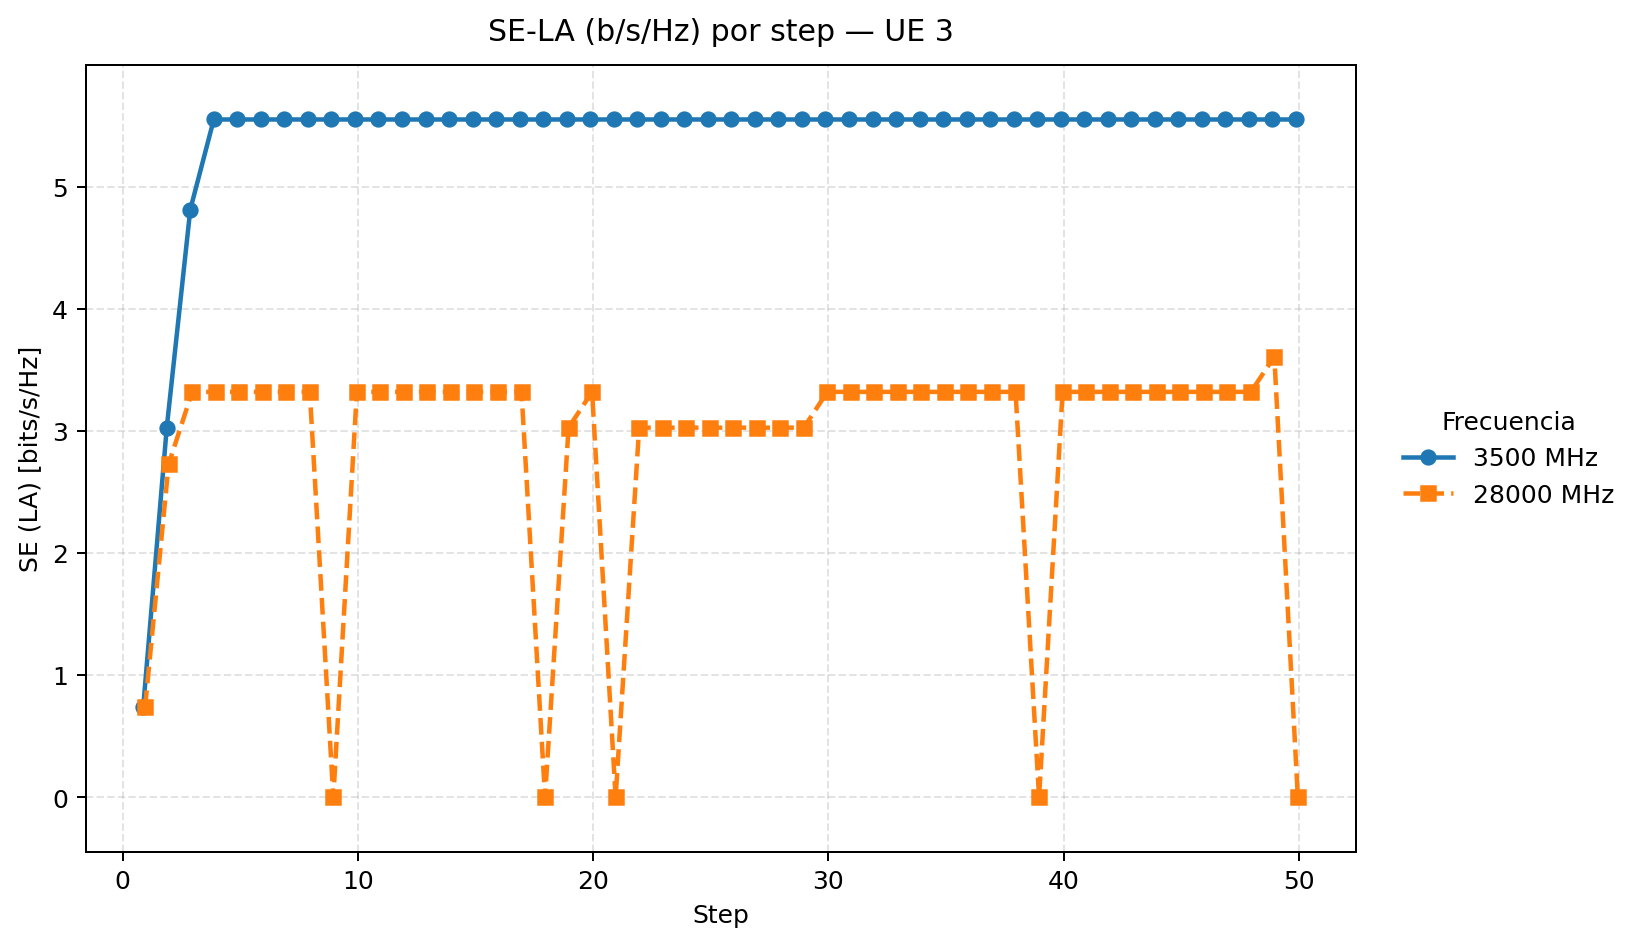 SE-LA (b/s/Hz) por step — UE 3
SE (LA) [bits/s/Hz]
5
4
3
2
1
0
0 10 20 30 40 50
Step
Frecuencia
3500 MHz
28000 MHz